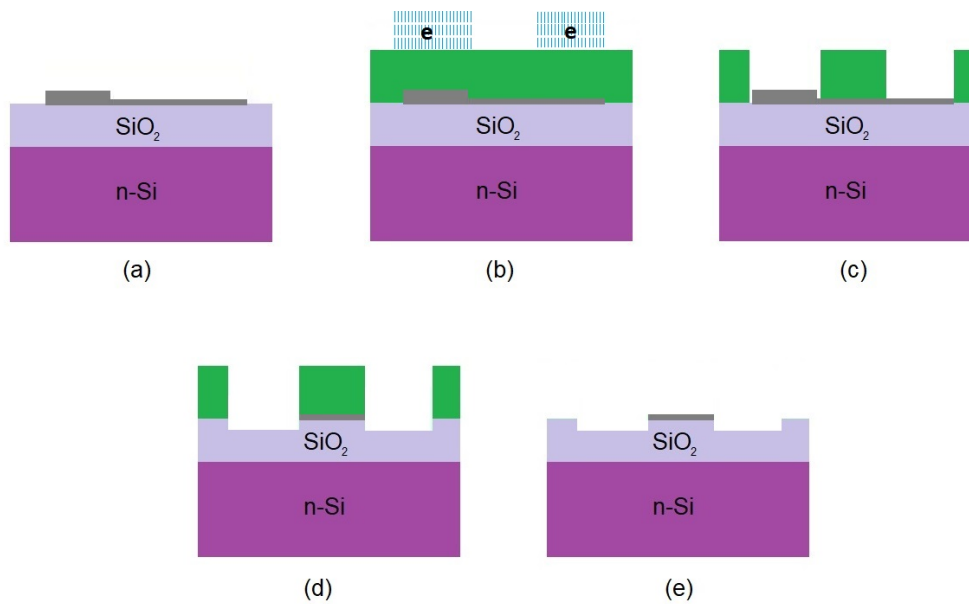 e e
SiO₂ SiO₂ SiO₂
n-Si n-Si n-Si
(a) (b) (c)
SiO₂ SiO₂
n-Si n-Si
(d) (e)